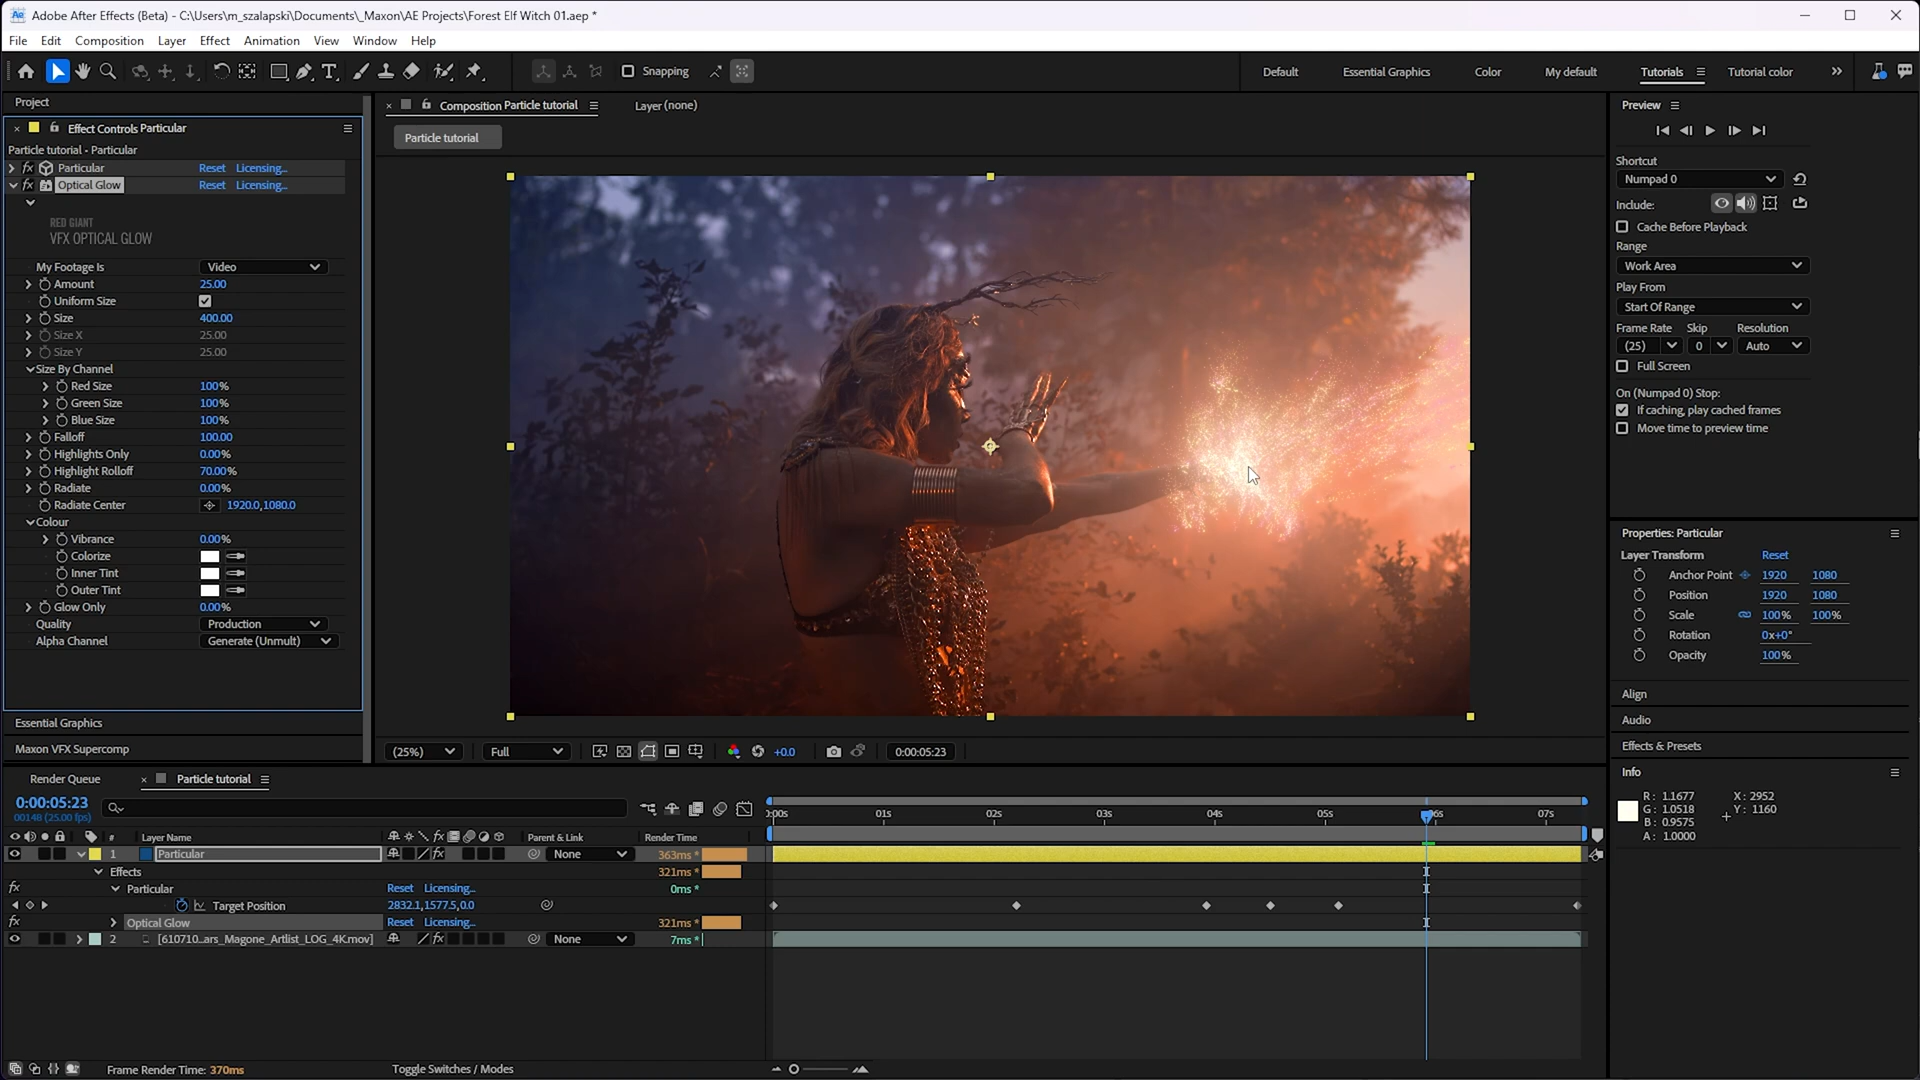 Adobe After Effects (Beta) - C:\Users\m_szalapski\Documents\_Maxon\AE Projects\Forest Elf Witch 01.aep *
File Edit Composition Layer Effect Animation View Window Help
Snapping
Default Essential Graphics Color My default Tutorials Tutorial color
Project
Effect Controls Particular
Particle tutorial - Particular
Particular Reset Licensing...
Optical Glow Reset Licensing...
RED GIANT
VFX OPTICAL GLOW
My Footage Is Video
Amount 25.00
Uniform Size
Size 400.00
Size X 25.00
Size Y 25.00
Size By Channel
Red Size 100%
Green Size 100%
Blue Size 100%
Falloff 100.00
Highlights Only 0.00%
Highlight Rolloff 70.00%
Radiate 0.00%
Radiate Center 1920.0,1080.0
Colour
Vibrance 0.00%
Colorize
Inner Tint
Outer Tint
Glow Only 0.00%
Quality Production
Alpha Channel Generate (Unmult)
Essential Graphics
Maxon VFX Supercomp
Composition Particle tutorial
Layer (none)
Particle tutorial
(25%) Full +0.0 0:00:05:23
Preview
Shortcut
Numpad 0
Include:
Cache Before Playback
Range
Work Area
Play From
Start Of Range
Frame Rate Skip Resolution
(25) 0 Auto
Full Screen
On (Numpad 0) Stop:
If caching, play cached frames
Move time to preview time
Properties: Particular
Layer Transform Reset
Anchor Point 1920 1080
Position 1920 1080
Scale 100% 100%
Rotation 0x+0°
Opacity 100%
Align
Audio
Effects & Presets
Info
R: 1.1677 X: 2952
G: 1.0518 Y: 1160
B: 0.9575
A: 1.0000
Render Queue Particle tutorial
0:00:05:23
00148 (25.00 fps)
:00s 01s 02s 03s 04s 05s 06s 07s
# Layer Name fx Parent & Link Render Time
1 Particular fx None 363ms *
Effects 321ms *
fx Particular Reset Licensing... 0ms *
Target Position 2832.1,1577.5,0.0
fx Optical Glow Reset Licensing... 321ms *
2 [610710...ars_Magone_Artlist_LOG_4K.mov] fx None 7ms *
Frame Render Time: 370ms
Toggle Switches / Modes